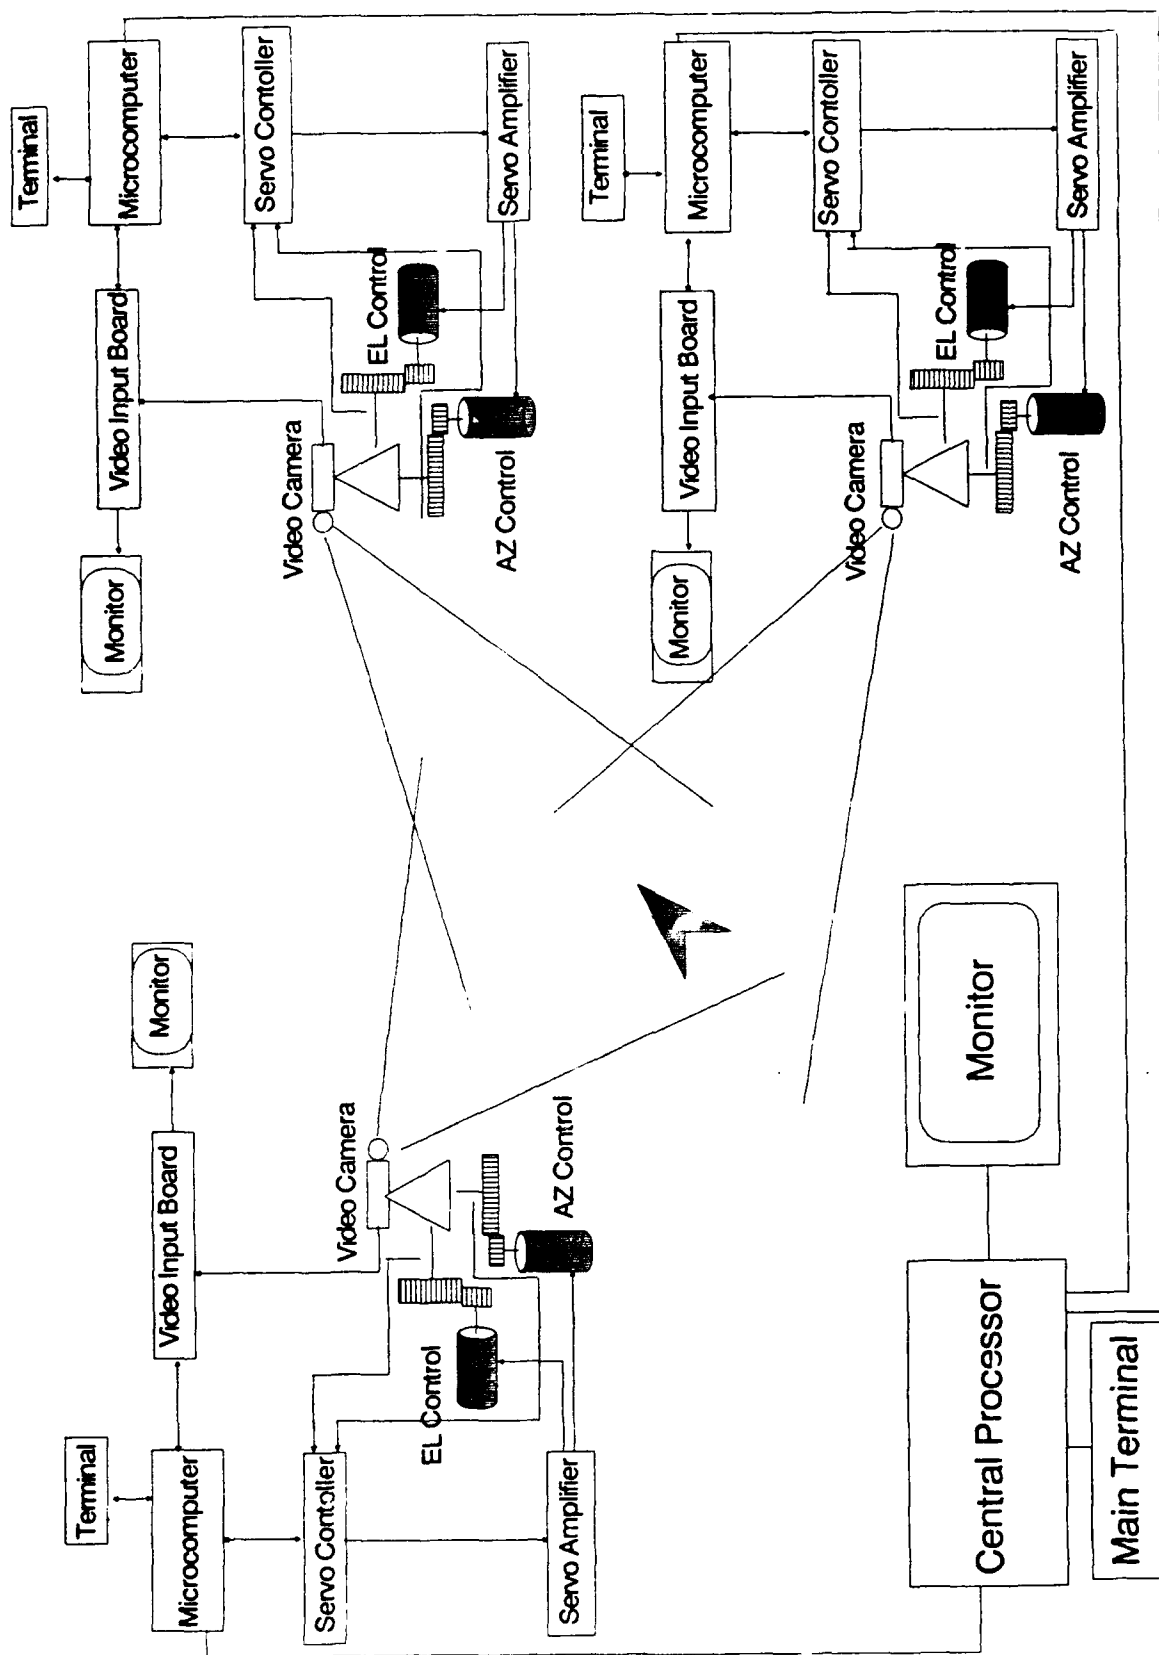 Terminal
Microcomputer
Video Input Board
Monitor
Servo Contoller
Video Camera
EL Control
AZ Control
Servo Amplifier
Terminal
Microcomputer
Video Input Board
Monitor
Servo Contoller
Video Camera
EL Control
AZ Control
Servo Amplifier
Terminal
Microcomputer
Video Input Board
Monitor
Servo Contoller
Video Camera
EL Control
AZ Control
Servo Amplifier
Central Processor
Monitor
Main Terminal